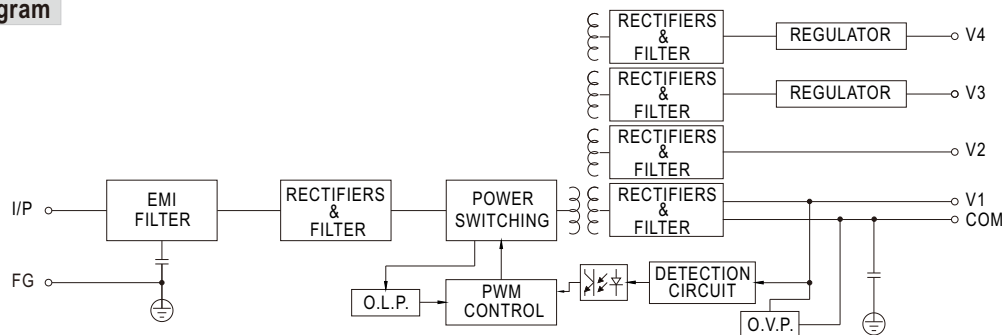 gram
RECTIFIERS
&
FILTER
REGULATOR
V4
RECTIFIERS
&
FILTER
REGULATOR
V3
RECTIFIERS
&
FILTER
V2
I/P
EMI
FILTER
RECTIFIERS
&
FILTER
POWER
SWITCHING
RECTIFIERS
&
FILTER
V1
COM
FG
O.L.P.
PWM
CONTROL
DETECTION
CIRCUIT
O.V.P.